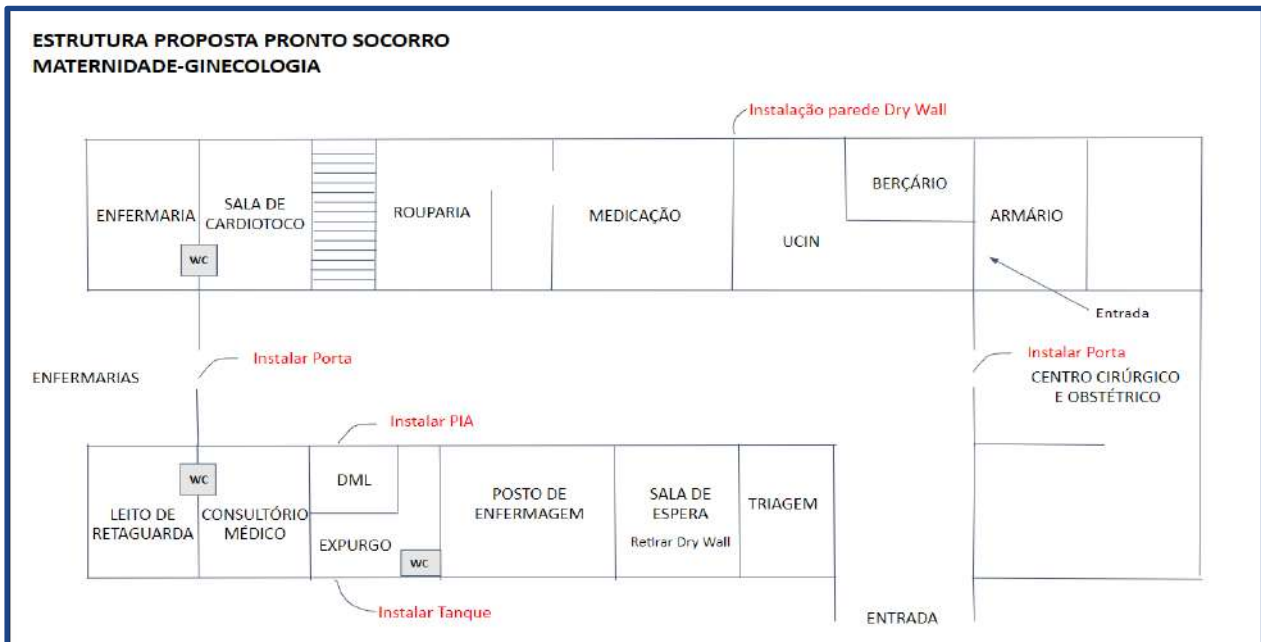 ESTRUTURA PROPOSTA PRONTO SOCORRO
MATERNIDADE-GINECOLOGIA
Instalação parede Dry Wall
ENFERMARIA
SALA DE
CARDIOTOCO
WC
ROUPARIA
MEDICAÇÃO
UCIN
BERÇÁRIO
ARMÁRIO
Entrada
Instalar Porta
ENFERMARIAS
Instalar Porta
CENTRO CIRÚRGICO
E OBSTÉTRICO
Instalar PIA
WC
LEITO DE
RETAGUARDA
CONSULTÓRIO
MÉDICO
DML
EXPURGO
WC
POSTO DE
ENFERMAGEM
SALA DE
ESPERA
Retirar Dry Wall
TRIAGEM
Instalar Tanque
ENTRADA